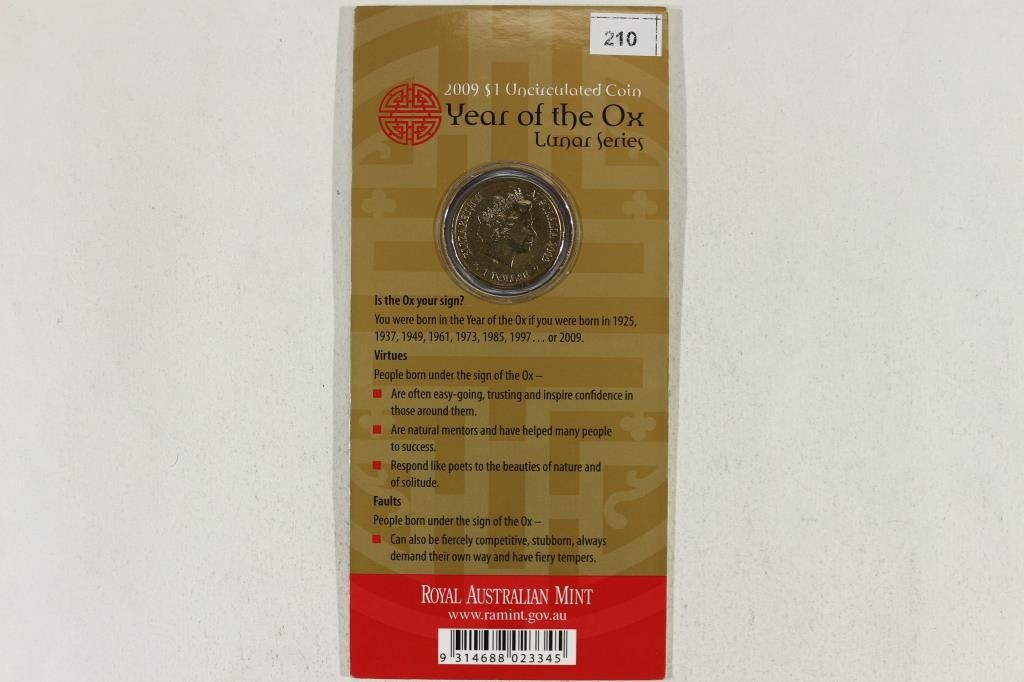 210
2009 $1 Uncirculated Coin
Year of the Ox
Lunar Series
ELIZABETH II AUSTRALIA 2009
1 DOLLAR
Is the Ox your sign?
You were born in the Year of the Ox if you were born in 1925,
1937, 1949, 1961, 1973, 1985, 1997... or 2009.
Virtues
People born under the sign of the Ox –
Are often easy-going, trusting and inspire confidence in
those around them.
Are natural mentors and have helped many people
to success.
Respond like poets to the beauties of nature and
of solitude.
Faults
People born under the sign of the Ox –
Can also be fiercely competitive, stubborn, always
demand their own way and have fiery tempers.
ROYAL AUSTRALIAN MINT
www.ramint.gov.au
9 314688 023345